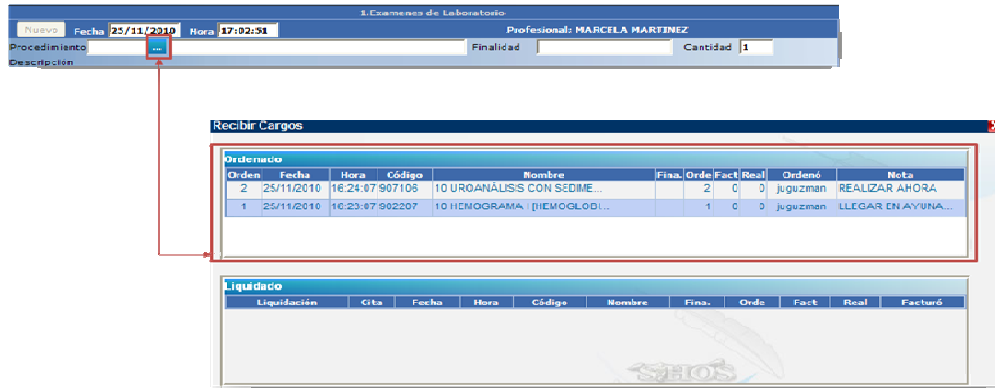 1.Examenes de Laboratorio
Nuevo Fecha 25/11/2010 Hora 17:02:51 Profesional: MARCELA MARTINEZ
Procedimiento ... Finalidad Cantidad 1
Descripción
Recibir Cargos
Ordenado
Orden Fecha Hora Código Nombre Fina. Orde Fact Real Ordenó Nota
2 25/11/2010 16:24:07 907106 10 UROANÁLISIS CON SEDIME... 2 0 0 juguzman REALIZAR AHORA
1 25/11/2010 16:23:07 902207 10 HEMOGRAMA I [HEMOGLOBI... 1 0 0 juguzman LLEGAR EN AYUNA...
Liquidado
Liquidación Cita Fecha Hora Código Nombre Fina. Orde Fact Real Facturó
SHOS